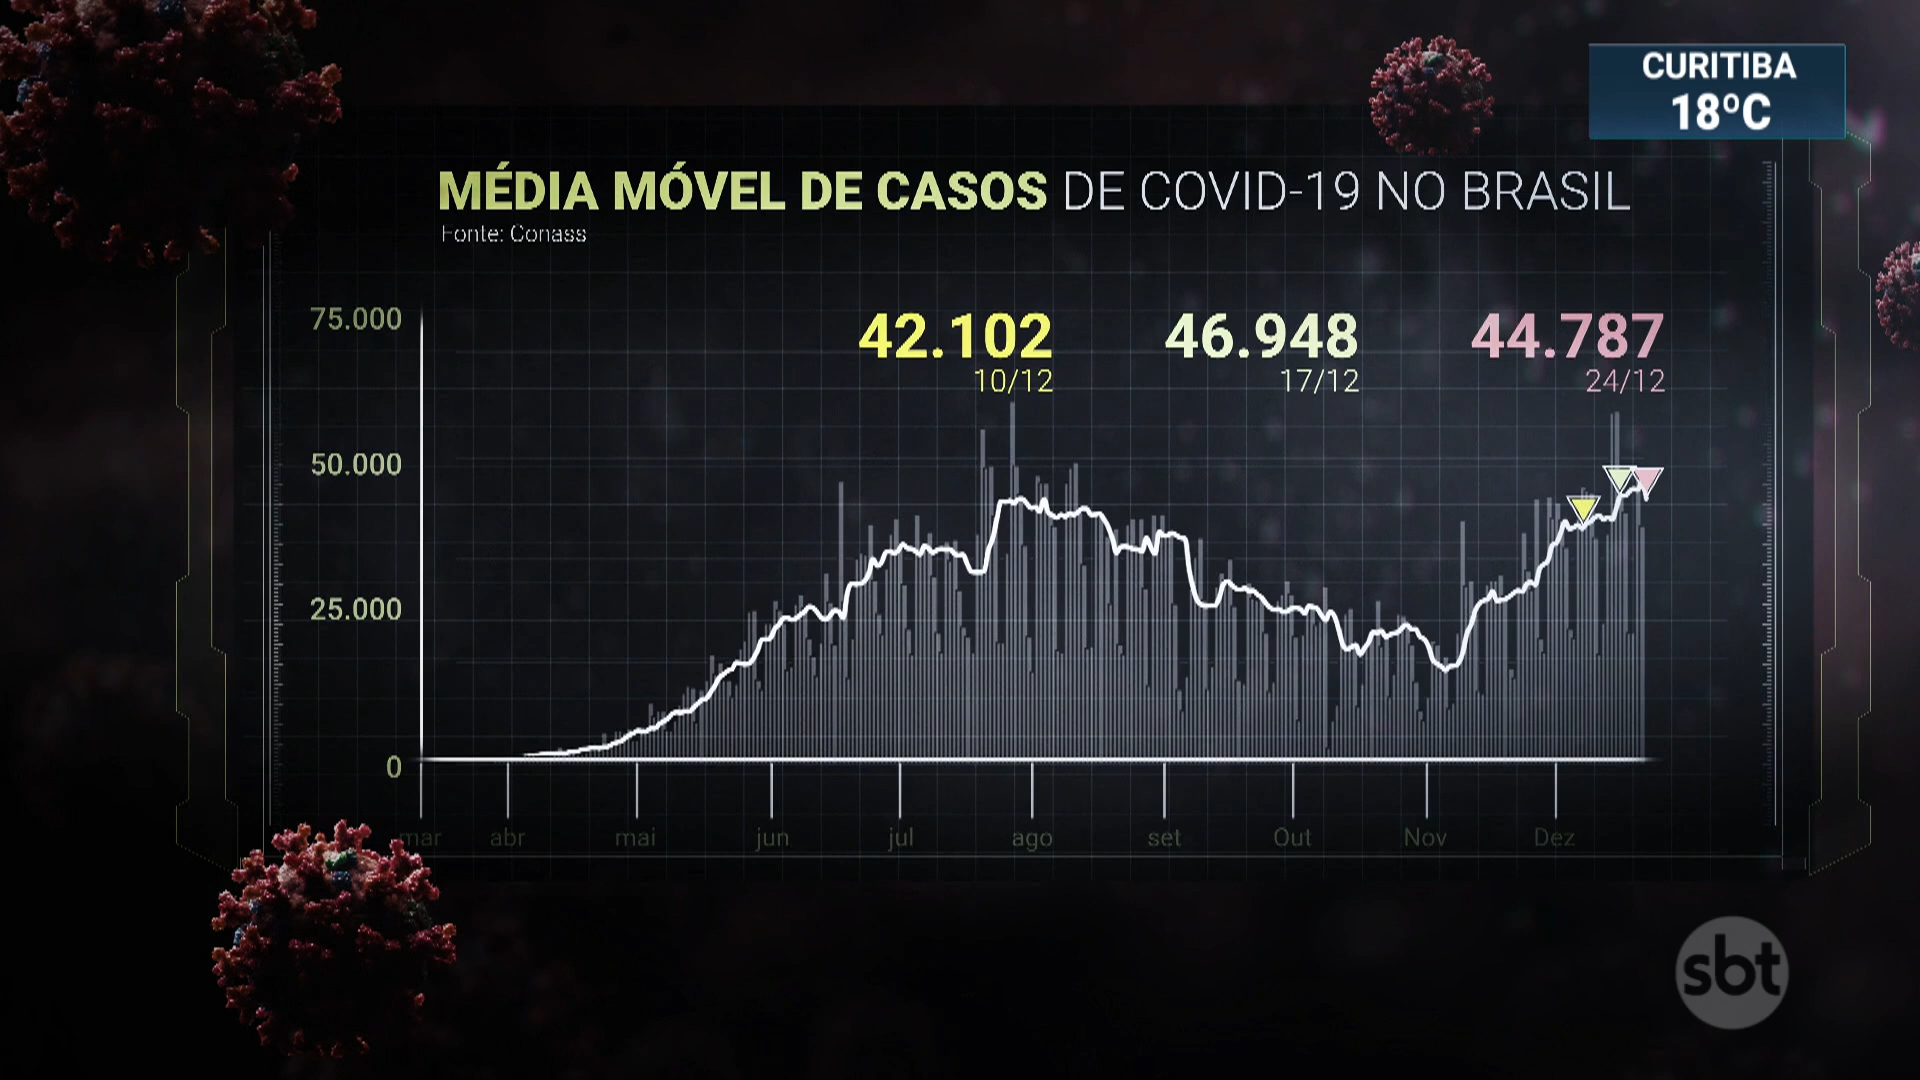 CURITIBA
18ºC
MÉDIA MÓVEL DE CASOS DE COVID-19 NO BRASIL
Fonte: Conass
75.000
42.102
46.948
44.787
10/12
17/12
24/12
50.000
25.000
0
mar abr mai jun jul ago set Out Nov Dez
sbt